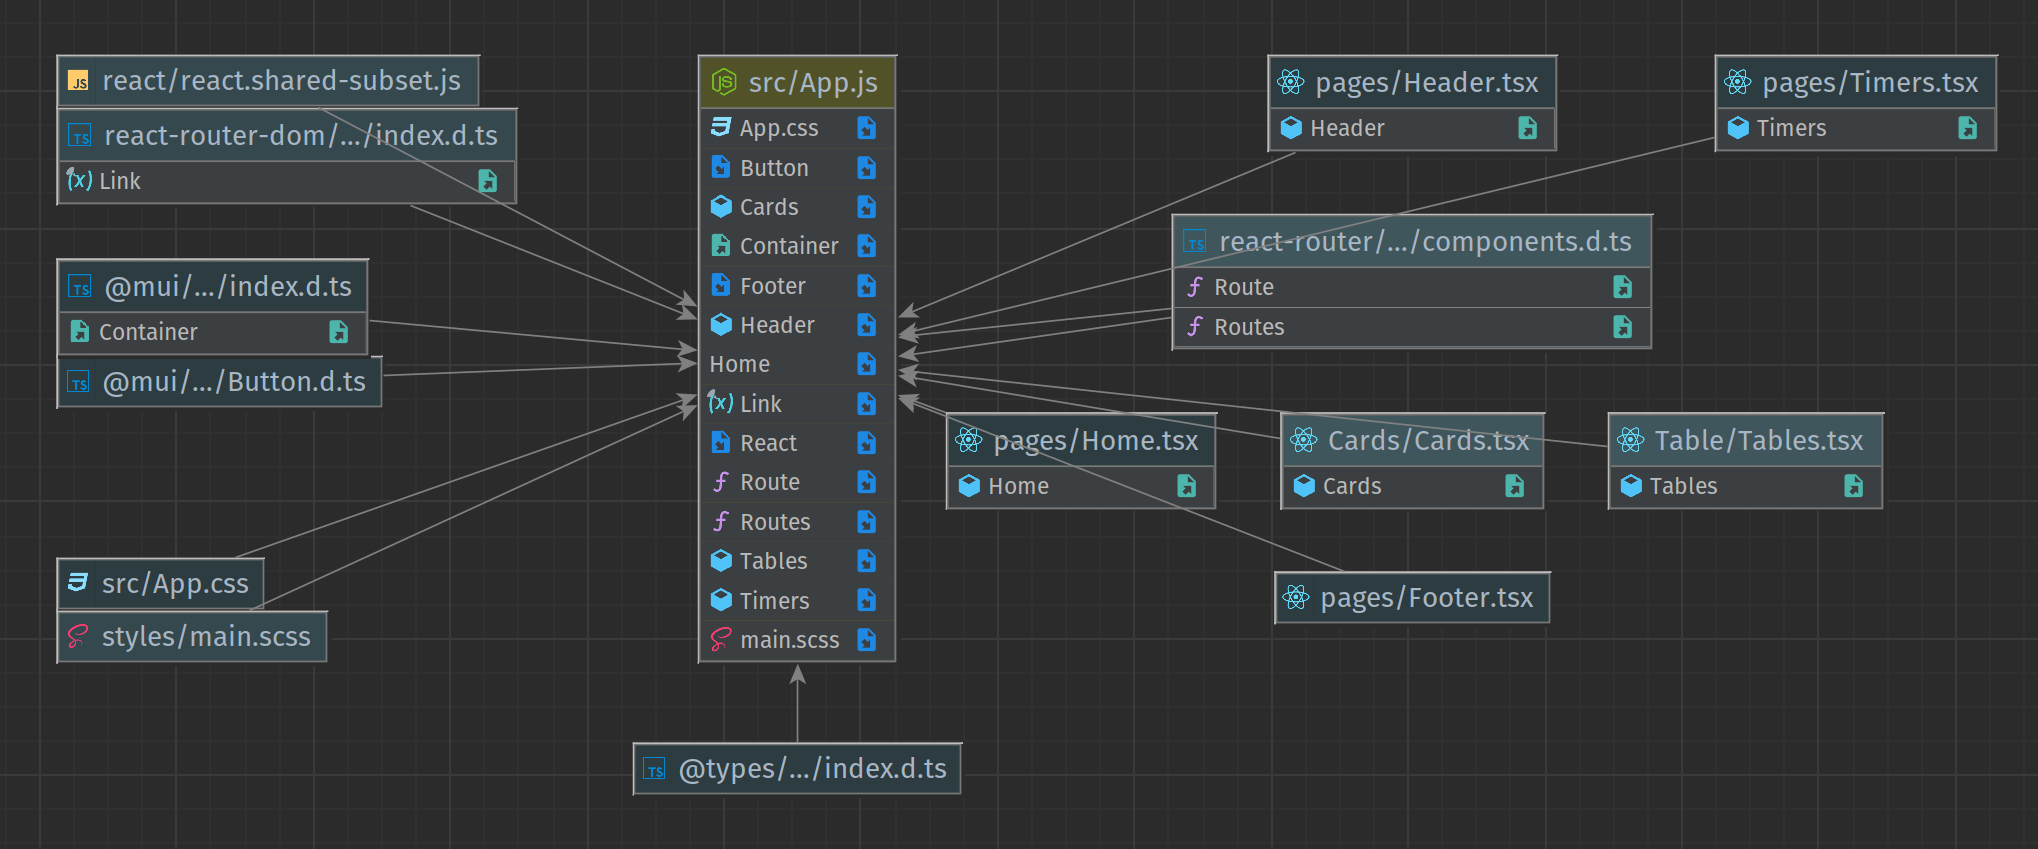 react/react.shared-subset.js
react-router-dom/.../index.d.ts
Link
@mui/.../index.d.ts
Container
@mui/.../Button.d.ts
src/App.css
styles/main.scss
src/App.js
App.css
Button
Cards
Container
Footer
Header
Home
Link
React
Route
Routes
Tables
Timers
main.scss
@types/.../index.d.ts
pages/Header.tsx
Header
pages/Timers.tsx
Timers
react-router/.../components.d.ts
Route
Routes
pages/Home.tsx
Home
Cards/Cards.tsx
Cards
Table/Tables.tsx
Tables
pages/Footer.tsx